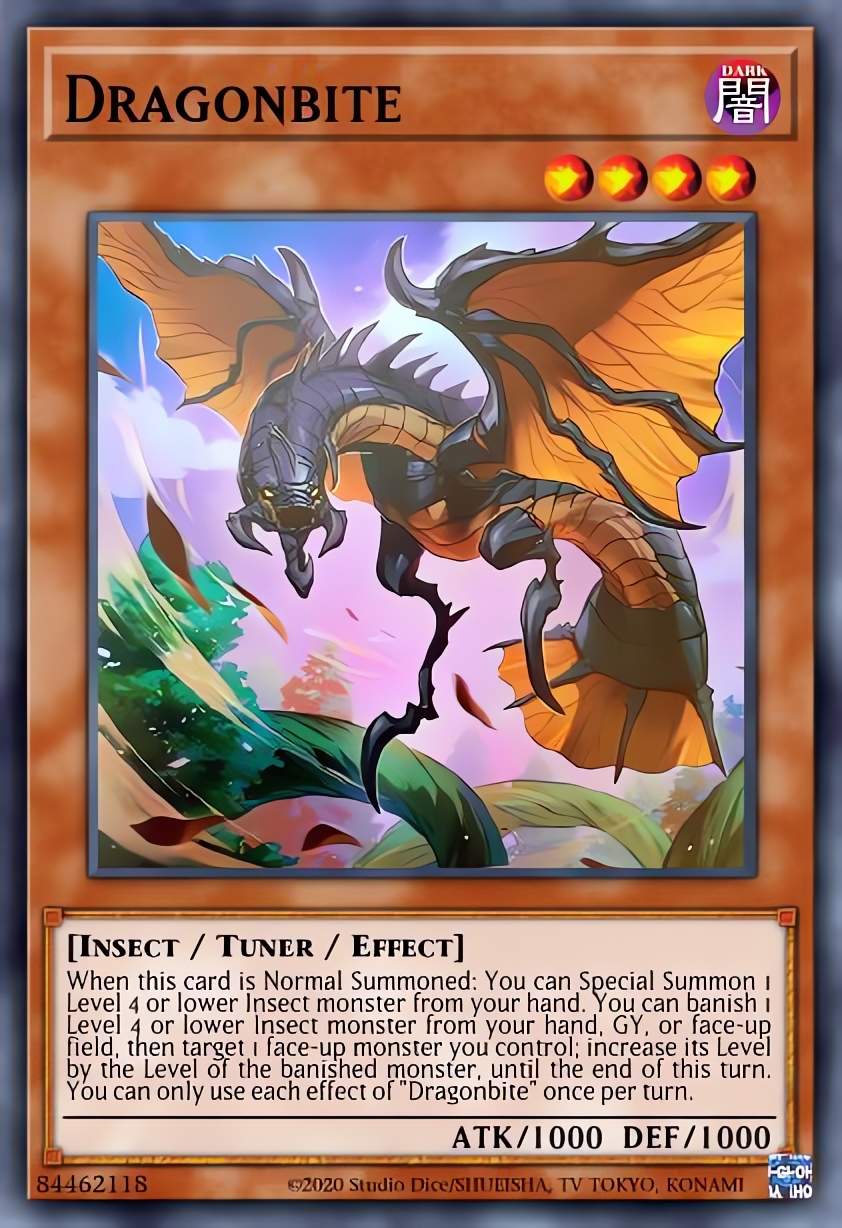 Dragonbite
DARK
闇
[Insect / Tuner / Effect]
When this card is Normal Summoned: You can Special Summon 1
Level 4 or lower Insect monster from your hand. You can banish 1
Level 4 or lower Insect monster from your hand, GY, or face-up
field, then target 1 face-up monster you control; increase its Level
by the Level of the banished monster, until the end of this turn.
You can only use each effect of "Dragonbite" once per turn.
ATK/1000 DEF/1000
84462118 ©2020 Studio Dice/SHUEISHA, TV TOKYO, KONAMI